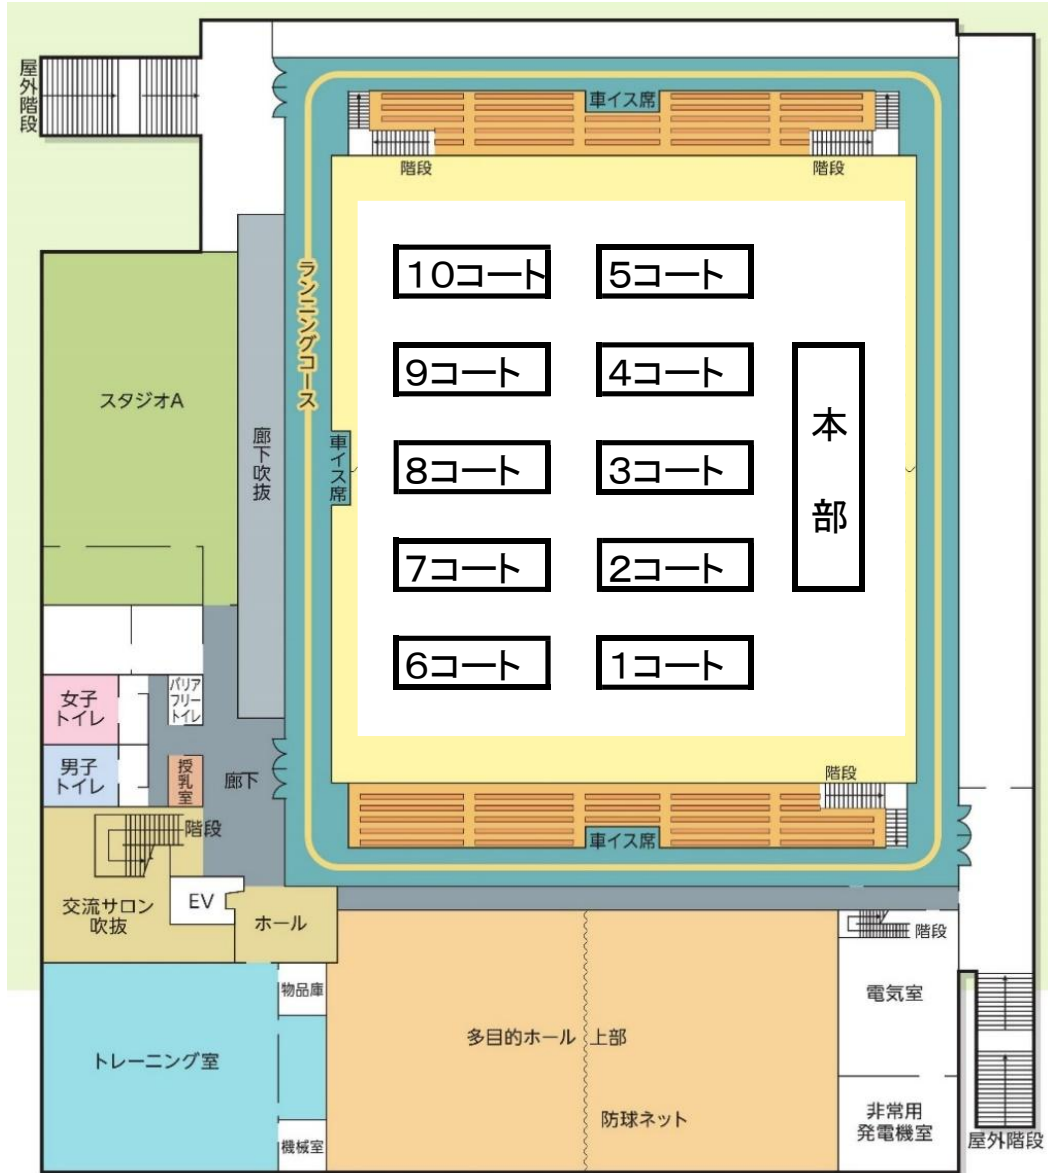 屋外階段
車イス席
階段
階段
ランニングコース
10コート
5コート
9コート
4コート
スタジオA
本部
廊下吹抜
車イス席
8コート
3コート
7コート
2コート
6コート
1コート
女子
トイレ
バリア
フリー
トイレ
男子
トイレ
授乳室
廊下
階段
階段
車イス席
EV
交流サロン
吹抜
ホール
階段
物品庫
電気室
多目的ホール 上部
トレーニング室
防球ネット
非常用
発電機室
機械室
屋外階段